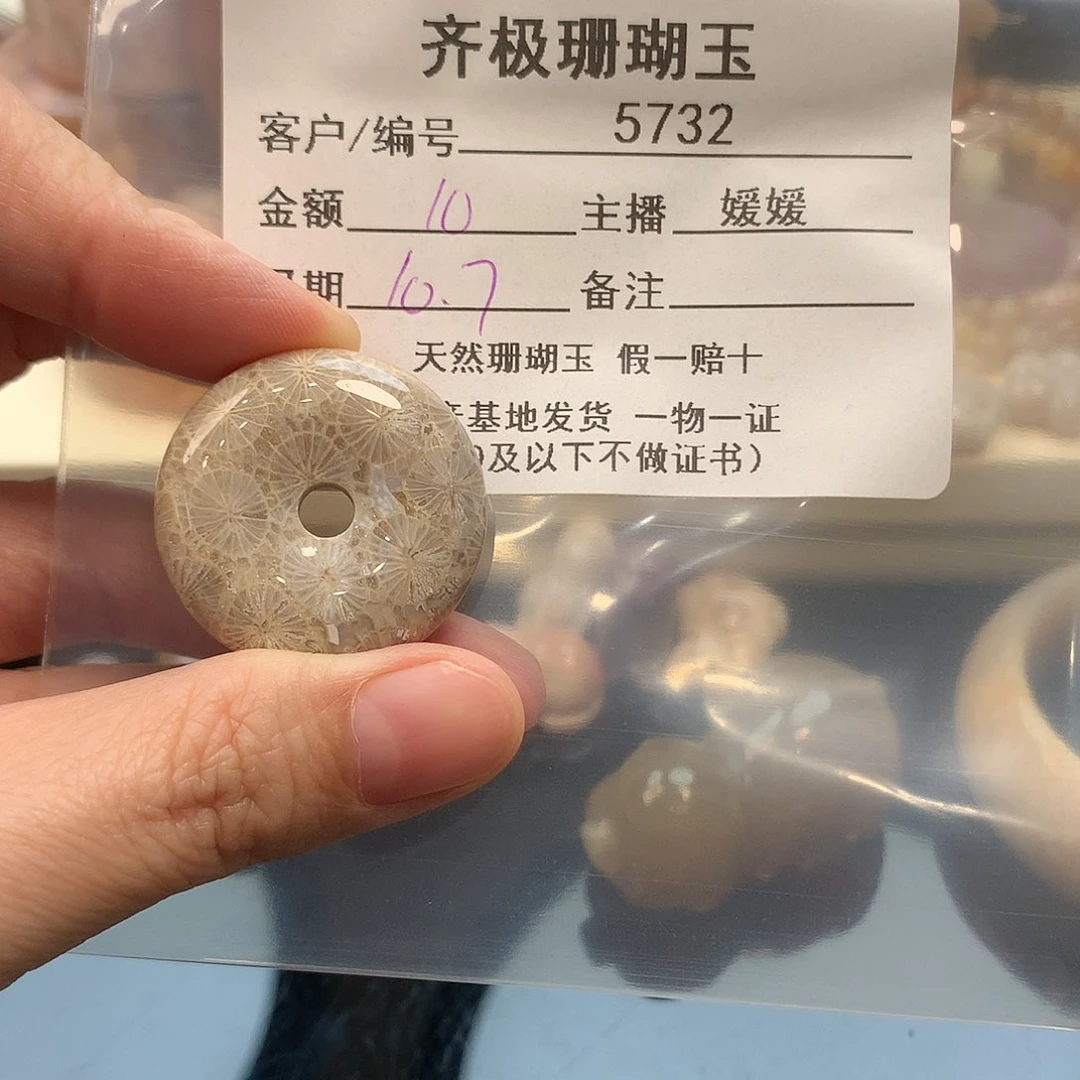 齐极珊瑚玉
客户/编号 5732
金额 10 主播 媛媛
期 10.7 备注
天然珊瑚玉 假一赔十
基地发货 一物一证
及以下不做证书）